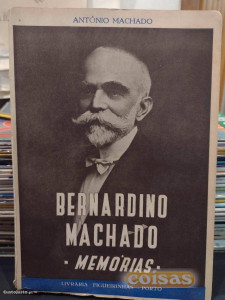 ANTÓNIO MACHADO
BERNARDINO
MACHADO
• MEMÓRIAS •
coisas
LIVRARIA FIGUEIRINHAS - PORTO